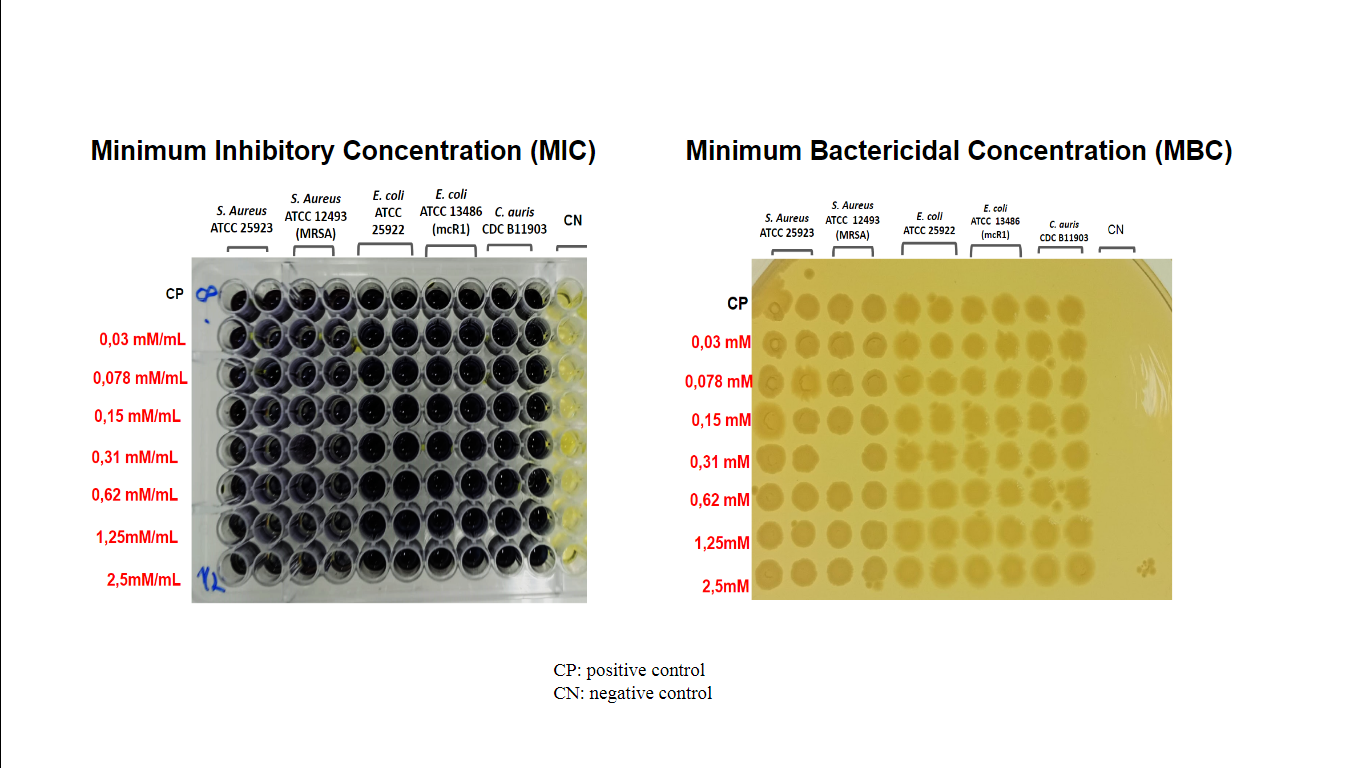 Minimum Inhibitory Concentration (MIC)
S. Aureus
ATCC 25923
S. Aureus
ATCC 12493
(MRSA)
E. coli
ATCC
25922
E. coli
ATCC 13486
(mcR1)
C. auris
CDC B11903
CN
CP
0,03 mM/mL
0,078 mM/mL
0,15 mM/mL
0,31 mM/mL
0,62 mM/mL
1,25mM/mL
2,5mM/mL
Minimum Bactericidal Concentration (MBC)
S. Aureus
ATCC 25923
S. Aureus
ATCC 12493
(MRSA)
E. coli
ATCC 25922
E. coli
ATCC 13486
(mcR1)
C. auris
CDC B11903
CN
CP
0,03 mM
0,078 mM
0,15 mM
0,31 mM
0,62 mM
1,25mM
2,5mM
CP: positive control
CN: negative control